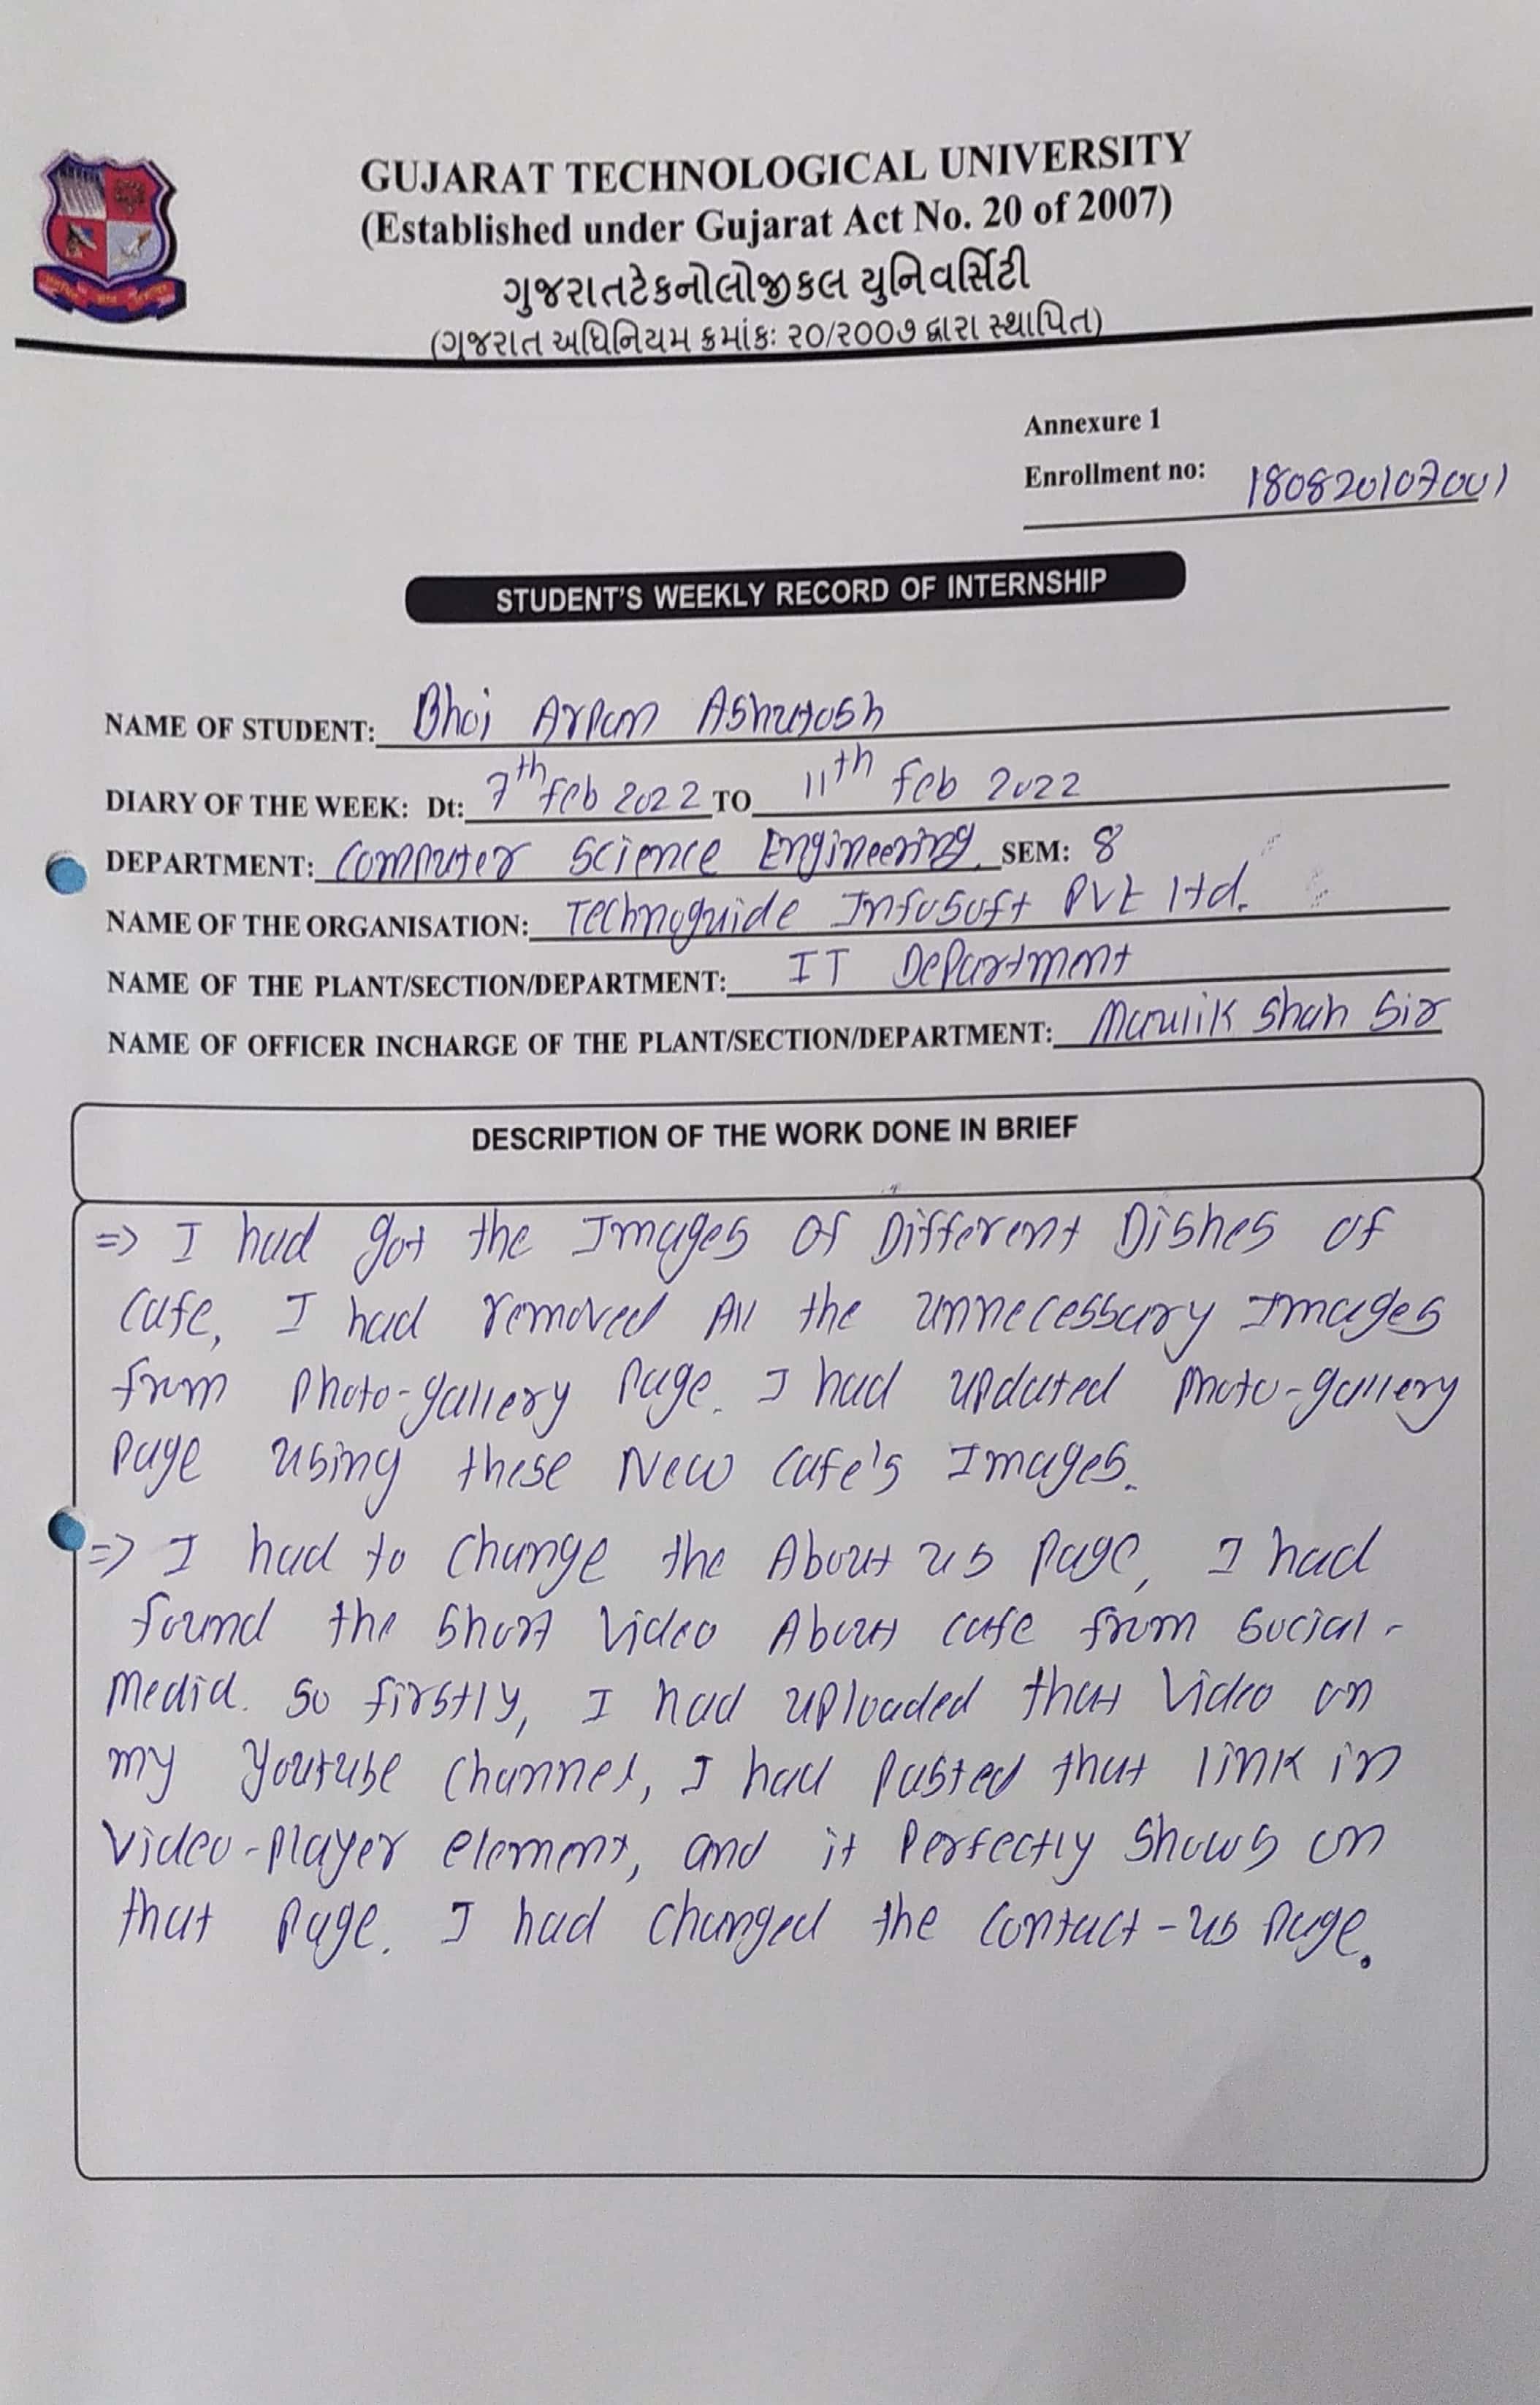 GUJARAT TECHNOLOGICAL UNIVERSITY
(Established under Gujarat Act No. 20 of 2007)
ગુજરાતટેકનોલોજીકલ યુનિવર્સિટી
(ગુજરાત અધિનિયમ ક્રમાંકઃ ૨૦/૨૦૦૭ દ્વારા સ્થાપિત)
Annexure 1
Enrollment no: 180820107001
STUDENT'S WEEKLY RECORD OF INTERNSHIP
NAME OF STUDENT: Bhoi Arpan Ashutosh
DIARY OF THE WEEK: Dt: 7th Feb 2022 TO 11th Feb 2022
DEPARTMENT: Computer Science Engineering. SEM: 8
NAME OF THE ORGANISATION: Technoguide Infosoft Pvt ltd.
NAME OF THE PLANT/SECTION/DEPARTMENT: IT Department
NAME OF OFFICER INCHARGE OF THE PLANT/SECTION/DEPARTMENT: Maulik Shah Sir
DESCRIPTION OF THE WORK DONE IN BRIEF
=> I had got the Images of Different Dishes of
Cafe, I had removed All the unnecessary Images
from photo-gallery Page. I had updated photo-gallery
page using these New Cafe's Images.
=> I had to change the About us page, I had
found the short video About cafe from social-
Media. So firstly, I had uploaded that video on
my Youtube channel, I had pasted that link in
video-player element, and it Perfectly shows on
that page. I had changed the contact-us page.